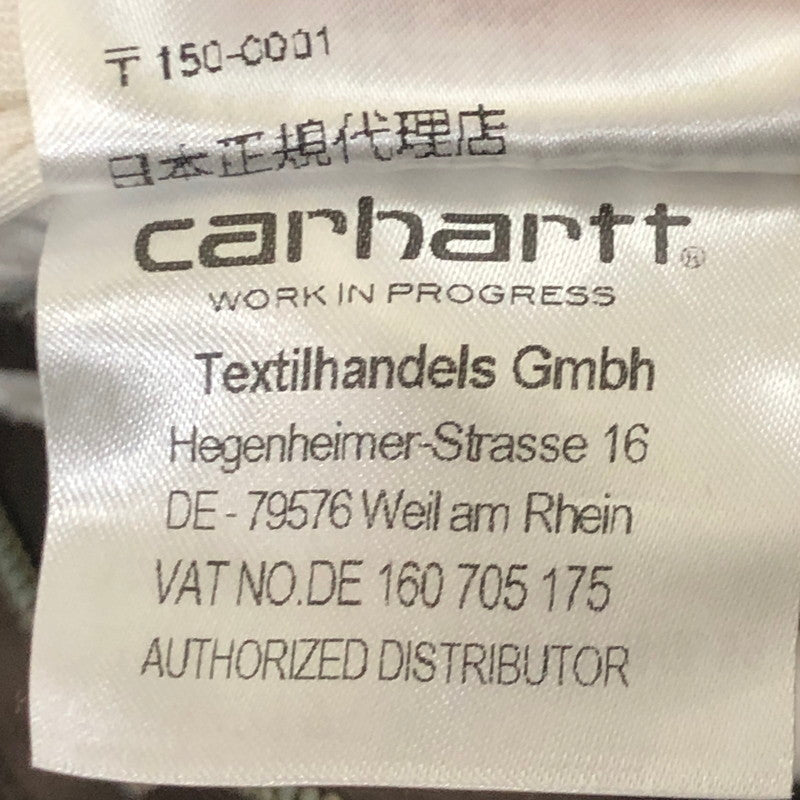 〒150-0001
日本正規代理店
carhartt®
WORK IN PROGRESS
Textilhandels Gmbh
Hegenheimer-Strasse 16
DE - 79576 Weil am Rhein
VAT NO.DE 160 705 175
AUTHORIZED DISTRIBUTOR